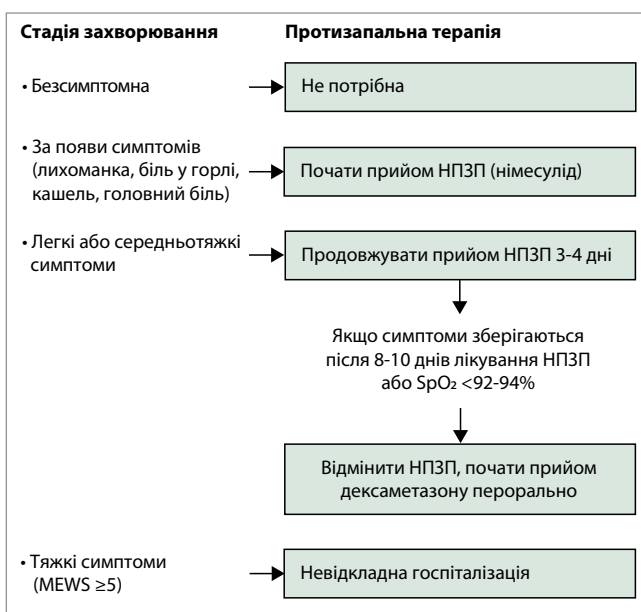 Стадія захворювання
Протизапальна терапія
• Безсимптомна
Не потрібна
• За появи симптомів
(лихоманка, біль у горлі,
кашель, головний біль)
Почати прийом НПЗП (німесулід)
• Легкі або середньотяжкі
симптоми
Продовжувати прийом НПЗП 3-4 дні
Якщо симптоми зберігаються
після 8-10 днів лікування НПЗП
або SpO₂ <92-94%
Відмінити НПЗП, почати прийом
дексаметазону перорально
• Тяжкі симптоми
(MEWS ≥5)
Невідкладна госпіталізація